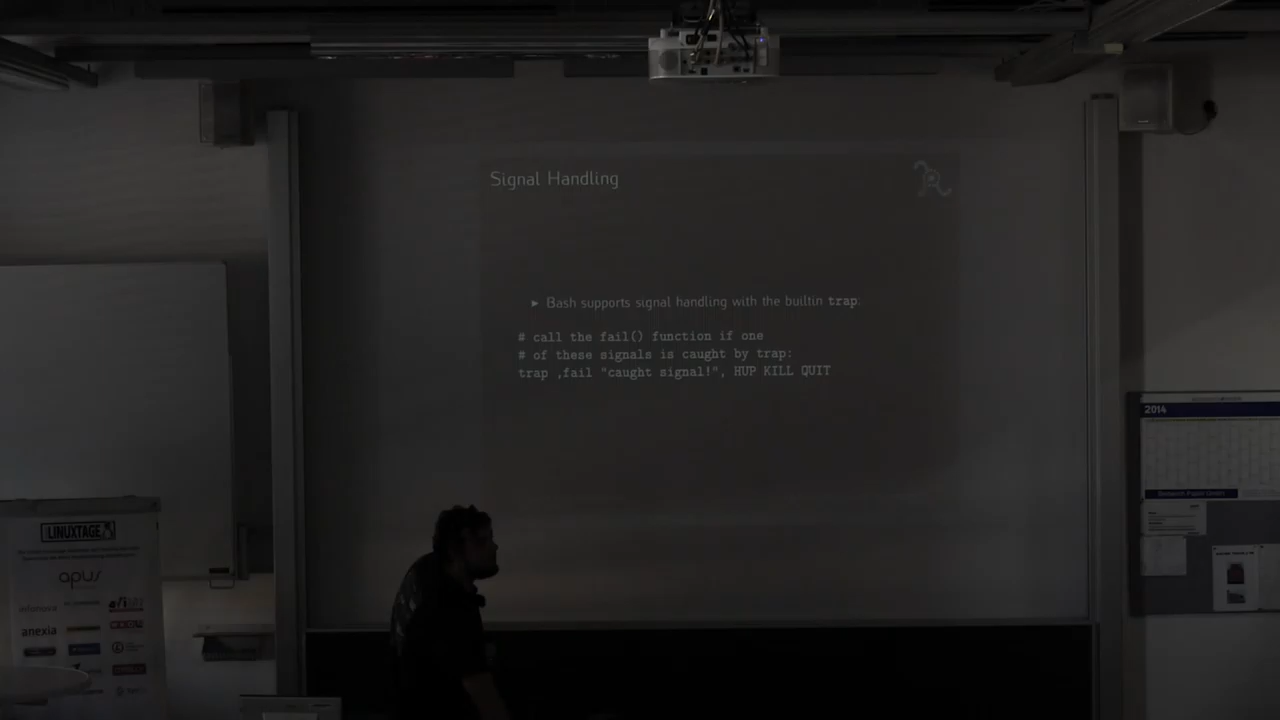 Signal Handling
► Bash supports signal handling with the builtin trap:
# call the fail() function if one
# of these signals is caught by trap:
trap ,fail "caught signal!", HUP KILL QUIT
2014
LINUXTAGE
apus
infonova
anexia